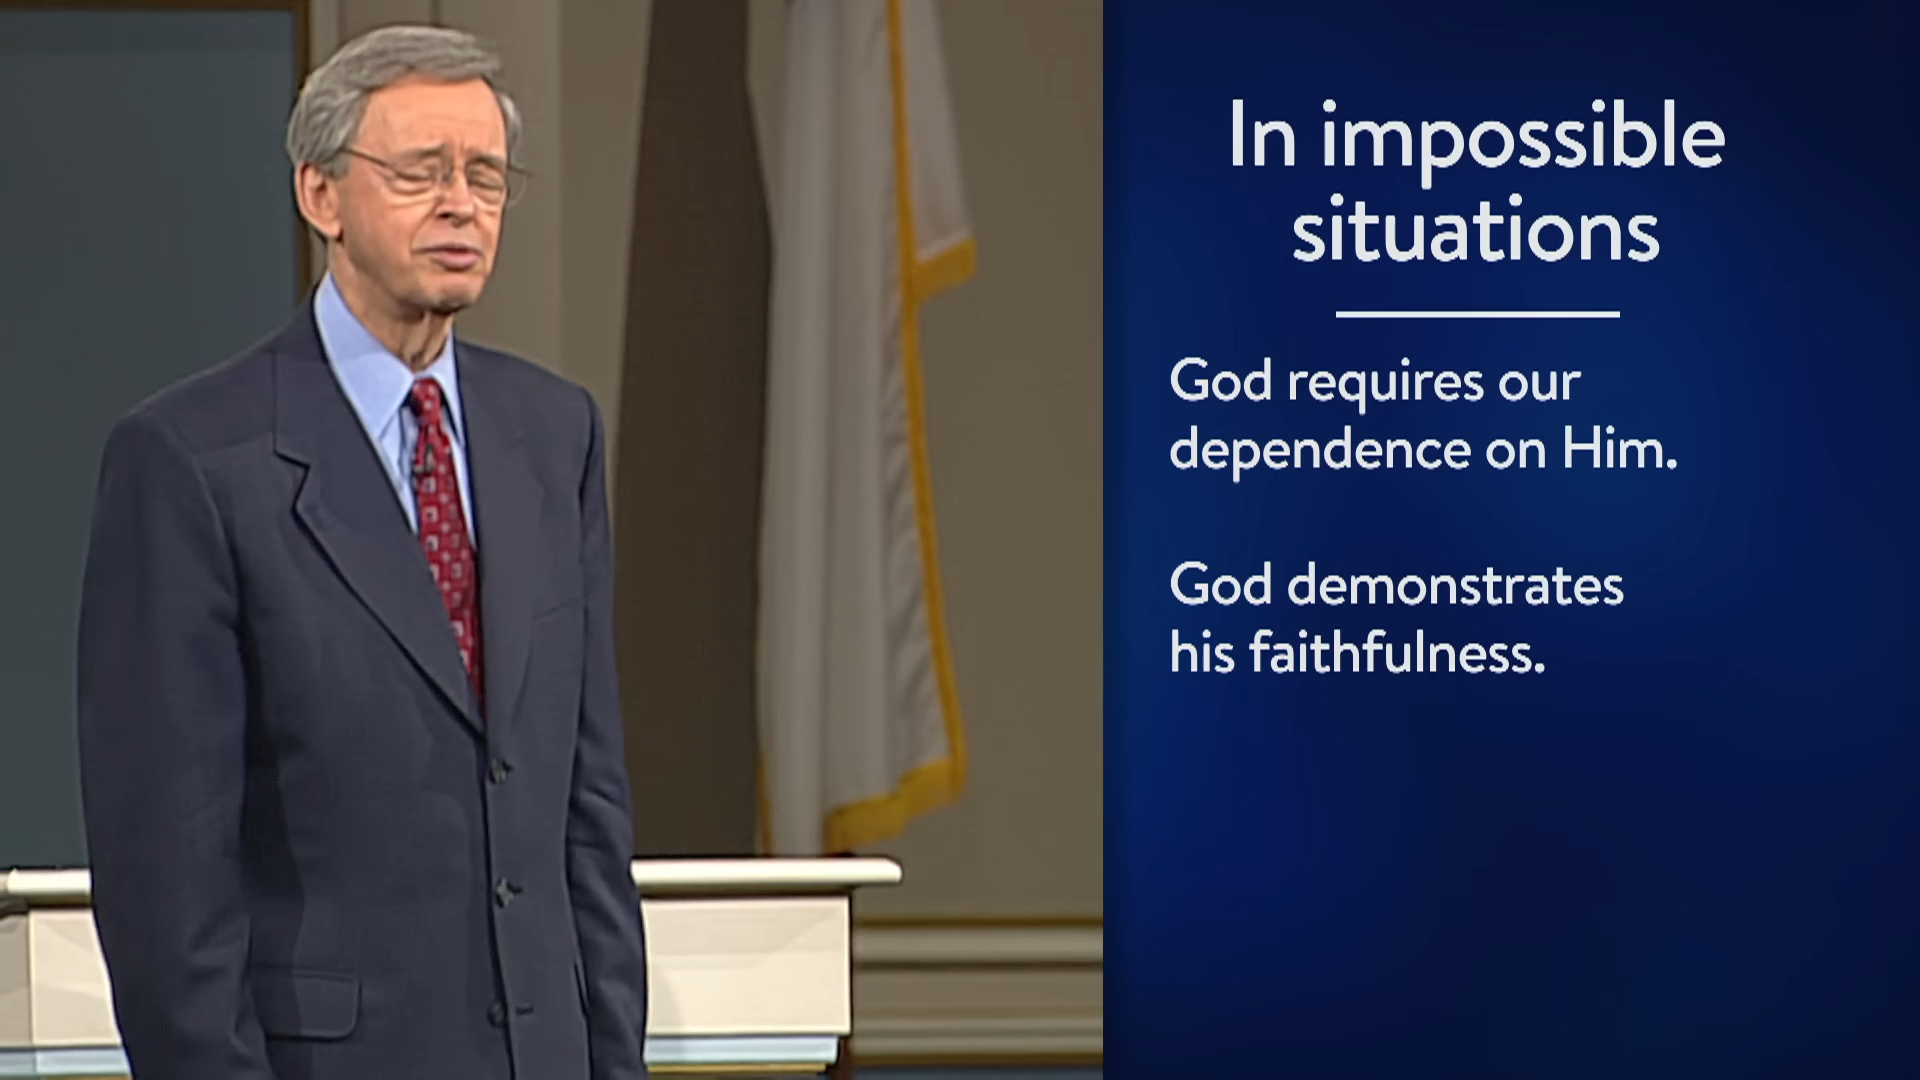 In impossible
situations
God requires our
dependence on Him.
God demonstrates
his faithfulness.